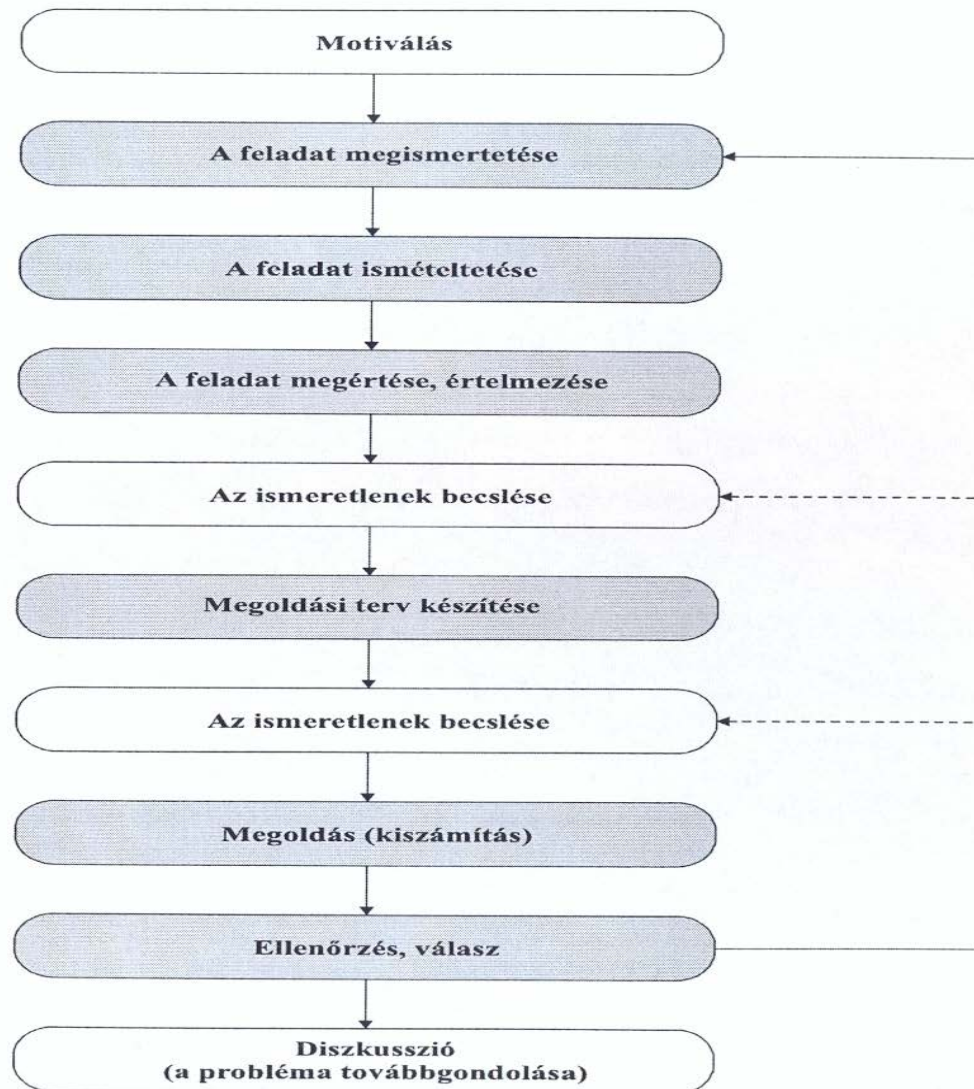 Motiválás
A feladat megismertetése
A feladat ismételtetése
A feladat megértése, értelmezése
Az ismeretlenek becslése
Megoldási terv készítése
Az ismeretlenek becslése
Megoldás (kiszámítás)
Ellenőrzés, válasz
Diszkusszió
(a probléma továbbgondolása)